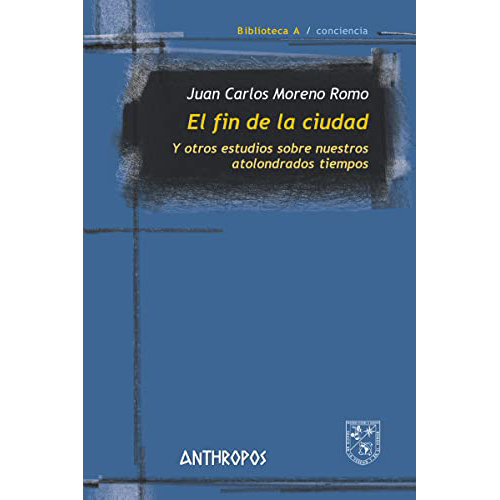 Biblioteca A / conciencia
Juan Carlos Moreno Romo
El fin de la ciudad
Y otros estudios sobre nuestros
atolondrados tiempos
ANTHROPOS